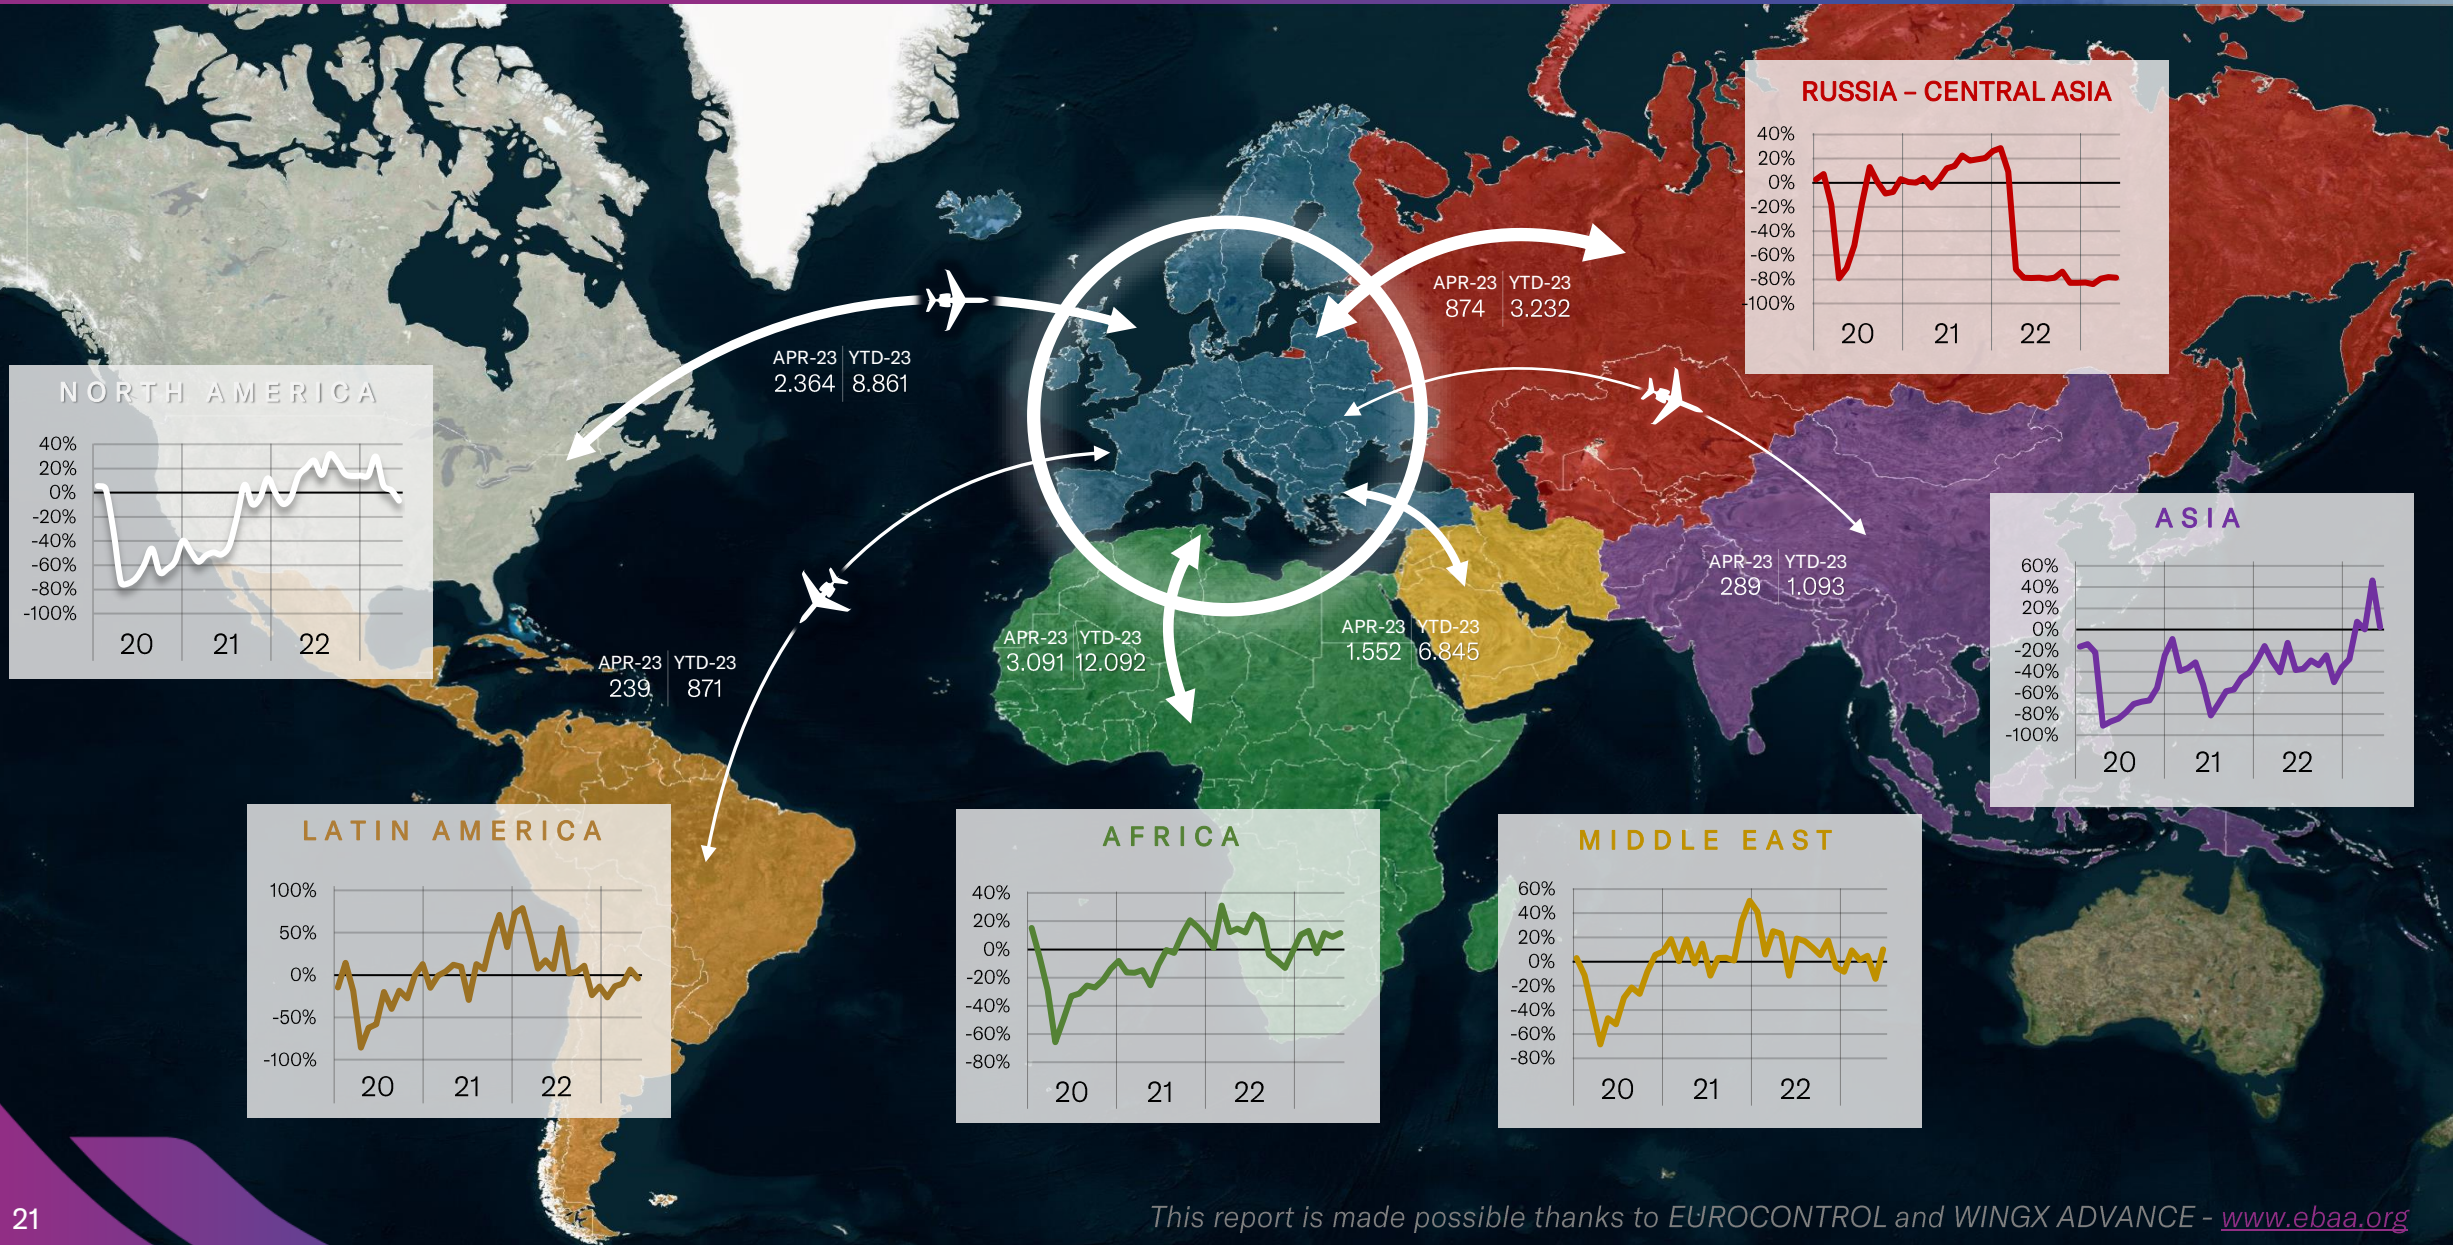 RUSSIA – CENTRAL ASIA
40%
20%
0%
-20%
-40%
-60%
-80%
-100%
20 21 22
APR-23 YTD-23
874 3.232
APR-23 YTD-23
2.364 8.861
NORTH AMERICA
40%
20%
0%
-20%
-40%
-60%
-80%
-100%
20 21 22
ASIA
60%
40%
20%
0%
-20%
-40%
-60%
-80%
-100%
20 21 22
APR-23 YTD-23
289 1.093
APR-23 YTD-23
1.552 6.845
APR-23 YTD-23
3.091 12.092
APR-23 YTD-23
239 871
LATIN AMERICA
100%
50%
0%
-50%
-100%
20 21 22
AFRICA
40%
20%
0%
-20%
-40%
-60%
-80%
20 21 22
MIDDLE EAST
60%
40%
20%
0%
-20%
-40%
-60%
-80%
20 21 22
21
This report is made possible thanks to EUROCONTROL and WINGX ADVANCE - www.ebaa.org